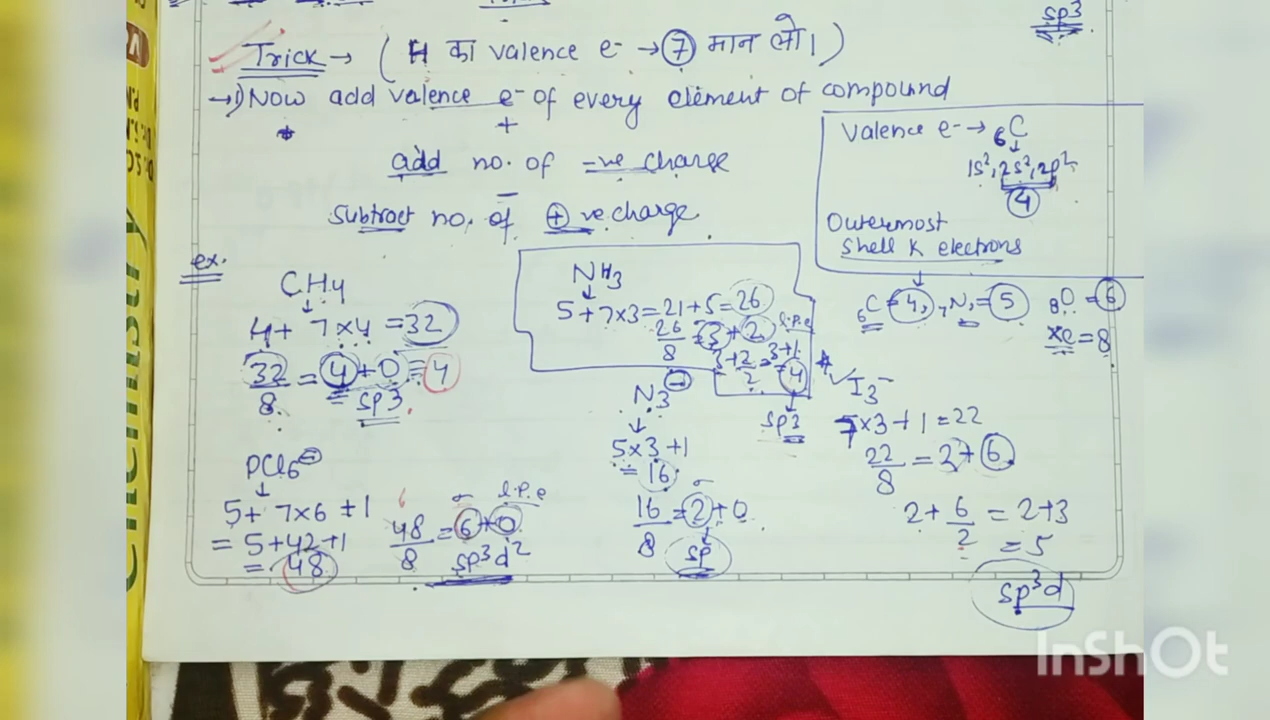 sp3
Trick → ( H का valence e- → 7 मान लो। )
→1) Now add valence e- of every element of compound
+
add no. of -ve charge
-
subtract no. of + ve charge
Valence e- → 6C
↓
1s², 2s², 2p²
4
Outermost
shell k electrons
↓
6C = 4, 7N, = 5 8O = 6
Xe = 8
ex.
CH4
↓
4 + 7×4 = 32
32/8 = 4 + 0 = 4
= sp3.
NH3
↓
5 + 7×3 = 21 + 5 = 26
26/8 = 3 + 2 l.p.e
3+2/2 = 3+1
= 4
↓
sp3
N3⊖
↓
5×3 + 1
= 16
σ
16/8 = 2 + 0
↓
sp
I3-
7×3 + 1 = 22
22/8 = 2 + 6
2 + 6/2 = 2 + 3
= 5
sp³d
PCl6⊖
↓
5 + 7×6 + 1
= 5 + 42 + 1
= 48
σ l.p.e
48/8 = 6 + 0
sp³d²
Chemistry
InShOt